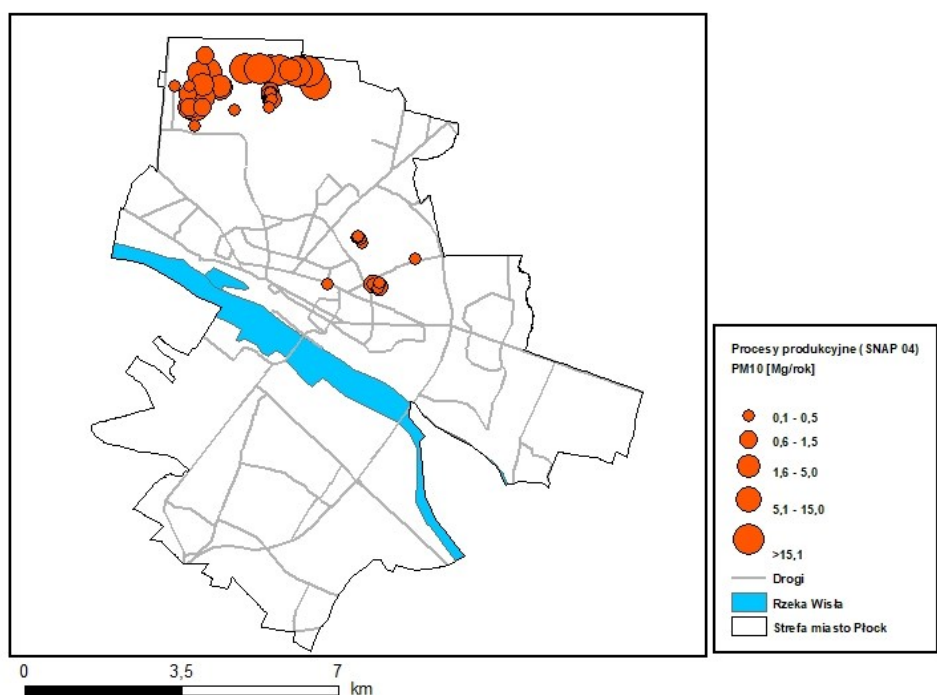 Procesy produkcyjne ( SNAP 04)
PM10 [Mg/rok]
0,1 - 0,5
0,6 - 1,5
1,6 - 5,0
5,1 - 15,0
>15,1
Drogi
Rzeka Wisła
Strefa miasto Płock
0 3,5 7
km